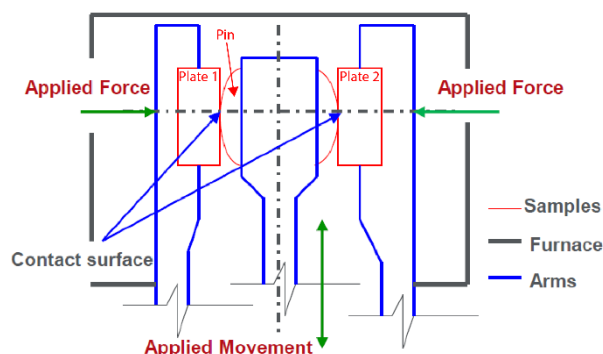 Pin
Plate 1
Plate 2
Applied Force
Applied Force
Samples
Furnace
Contact surface
Arms
Applied Movement